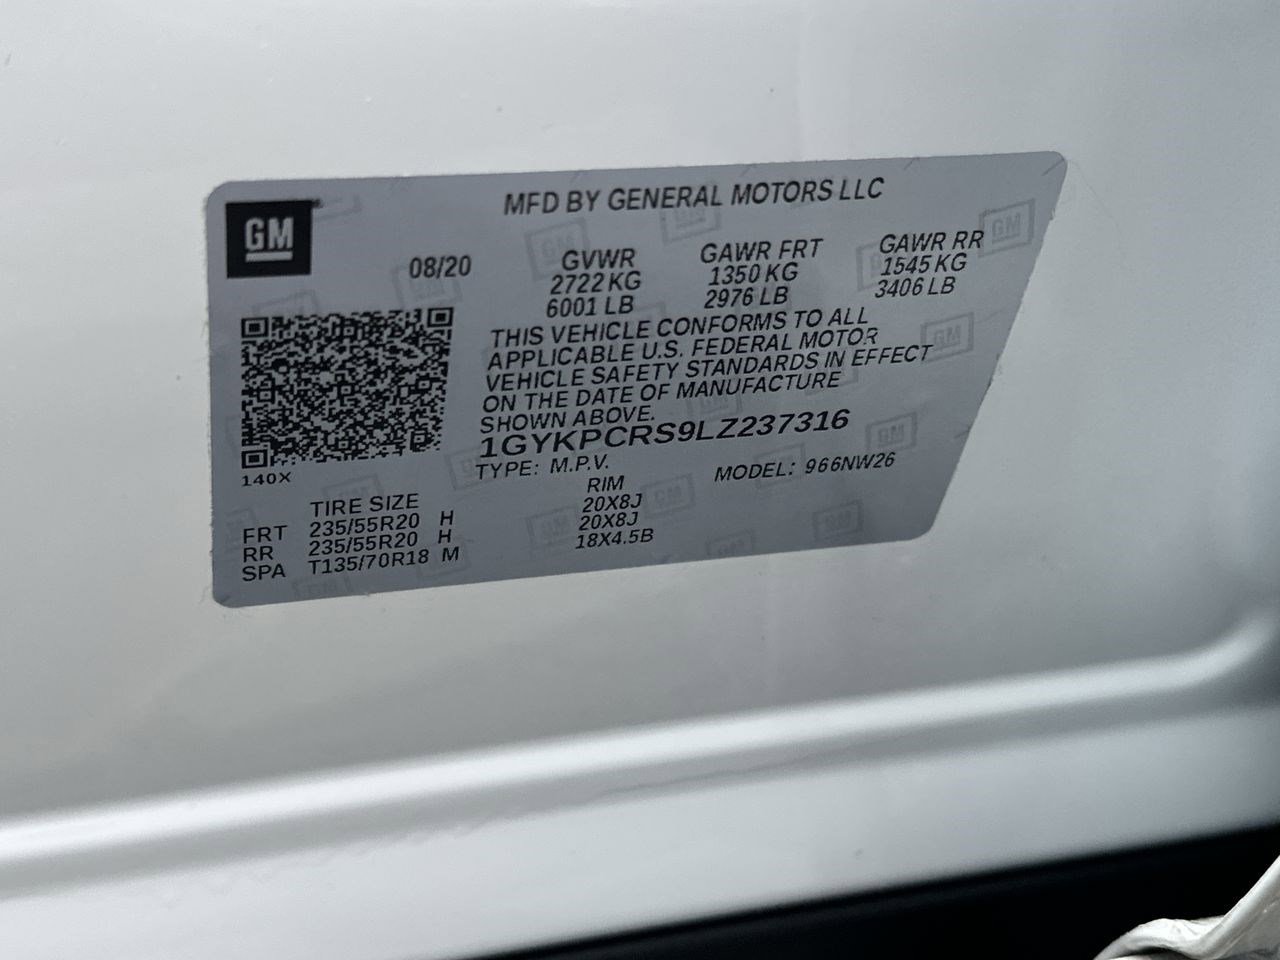 MFD BY GENERAL MOTORS LLC
GM
08/20
GVWR
2722 KG
6001 LB
GAWR FRT
1350 KG
2976 LB
GAWR RR
1545 KG
3406 LB
THIS VEHICLE CONFORMS TO ALL
APPLICABLE U.S. FEDERAL MOTOR
VEHICLE SAFETY STANDARDS IN EFFECT
ON THE DATE OF MANUFACTURE
SHOWN ABOVE.
1GYKPCRS9LZ237316
140X
TYPE: M.P.V.
MODEL: 966NW26
TIRE SIZE RIM
FRT 235/55R20 H 20X8J
RR 235/55R20 H 20X8J
SPA T135/70R18 M 18X4.5B